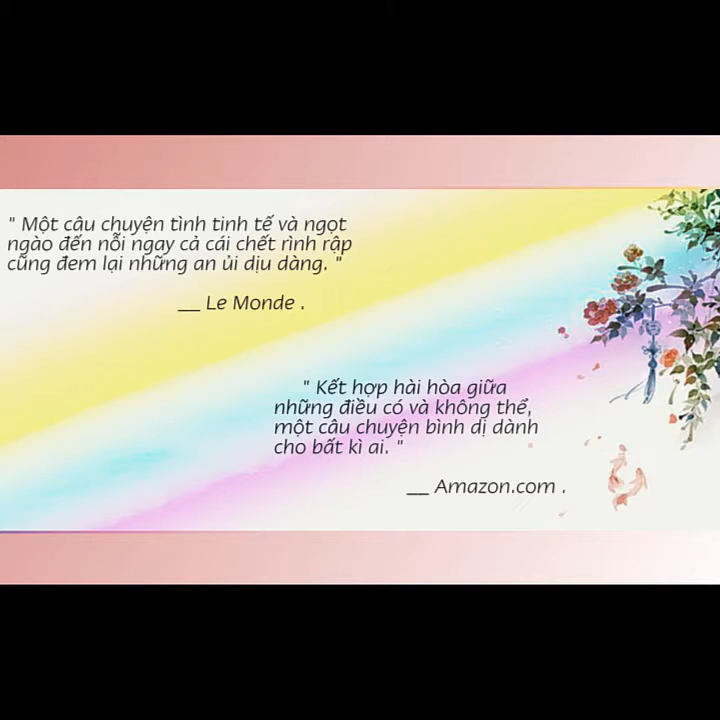 " Một câu chuyện tình tinh tế và ngọt
ngào đến nỗi ngay cả cái chết rình rập
cũng đem lại những an ủi dịu dàng. "
__ Le Monde .
" Kết hợp hài hòa giữa
những điều có và không thể,
một câu chuyện bình dị dành
cho bất kì ai. "
__ Amazon.com .